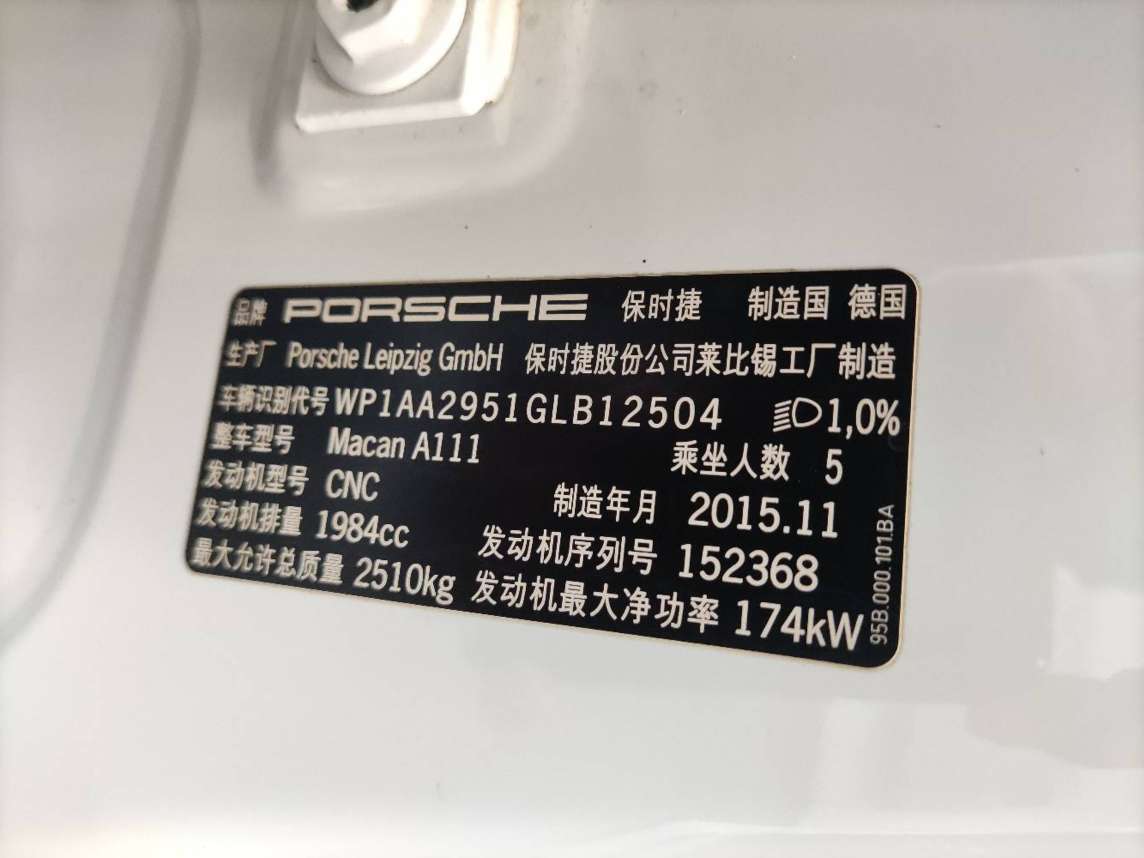 品牌 PORSCHE 保时捷 制造国 德国
生产厂 Porsche Leipzig GmbH 保时捷股份公司莱比锡工厂制造
车辆识别代号 WP1AA2951GLB12504 1,0%
整车型号 Macan A111 乘坐人数 5
发动机型号 CNC 制造年月 2015.11
发动机排量 1984cc 发动机序列号 152368
最大允许总质量 2510kg 发动机最大净功率 174kW
95B.000.101.BA